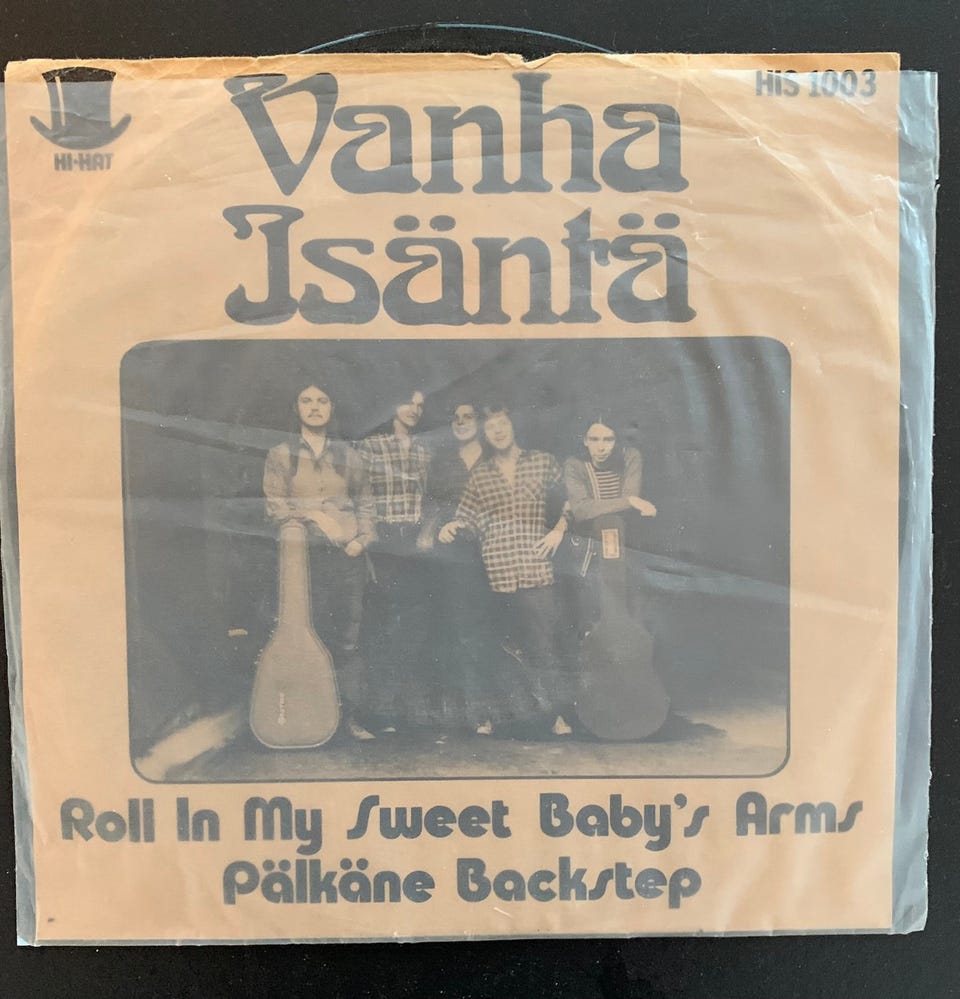 HI-HAT
HIS 1003
Vanha
Isäntä
Roll In My Sweet Baby's Arms
Pälkäne Backstep